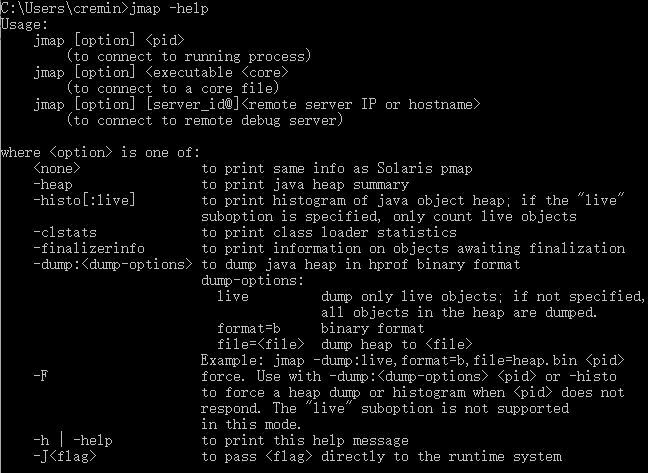 C:\Users\cremin>jmap -help
Usage:
    jmap [option] <pid>
        (to connect to running process)
    jmap [option] <executable <core>
        (to connect to a core file)
    jmap [option] [server_id@]<remote server IP or hostname>
        (to connect to remote debug server)

where <option> is one of:
    <none>               to print same info as Solaris pmap
    -heap                to print java heap summary
    -histo[:live]        to print histogram of java object heap; if the "live"
                         suboption is specified, only count live objects
    -clstats             to print class loader statistics
    -finalizerinfo       to print information on objects awaiting finalization
    -dump:<dump-options> to dump java heap in hprof binary format
                         dump-options:
                           live         dump only live objects; if not specified,
                                        all objects in the heap are dumped.
                           format=b     binary format
                           file=<file>  dump heap to <file>
                         Example: jmap -dump:live,format=b,file=heap.bin <pid>
    -F                   force. Use with -dump:<dump-options> <pid> or -histo
                         to force a heap dump or histogram when <pid> does not
                         respond. The "live" suboption is not supported
                         in this mode.
    -h | -help           to print this help message
    -J<flag>             to pass <flag> directly to the runtime system